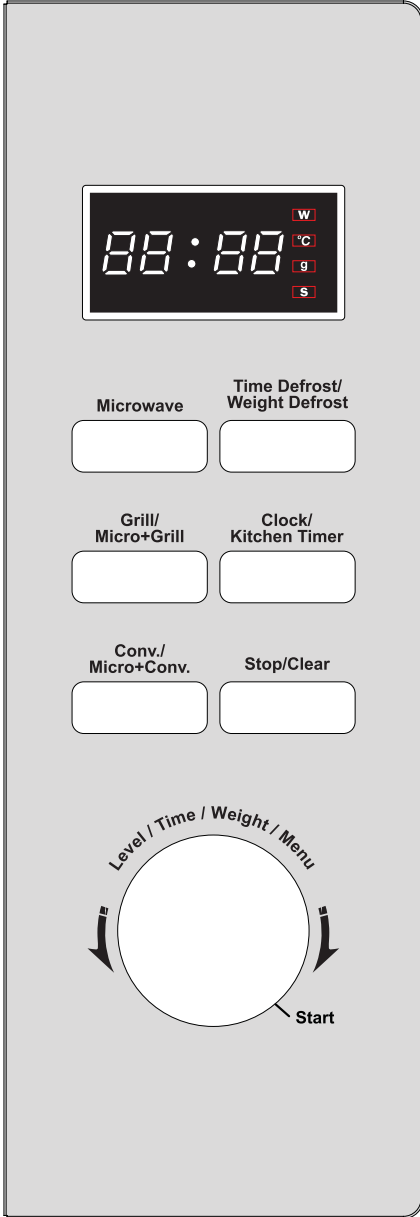 88:88
W
°C
g
S
Microwave
Time Defrost/
Weight Defrost
Grill/
Micro+Grill
Clock/
Kitchen Timer
Conv./
Micro+Conv.
Stop/Clear
Level / Time / Weight / Menu
Start